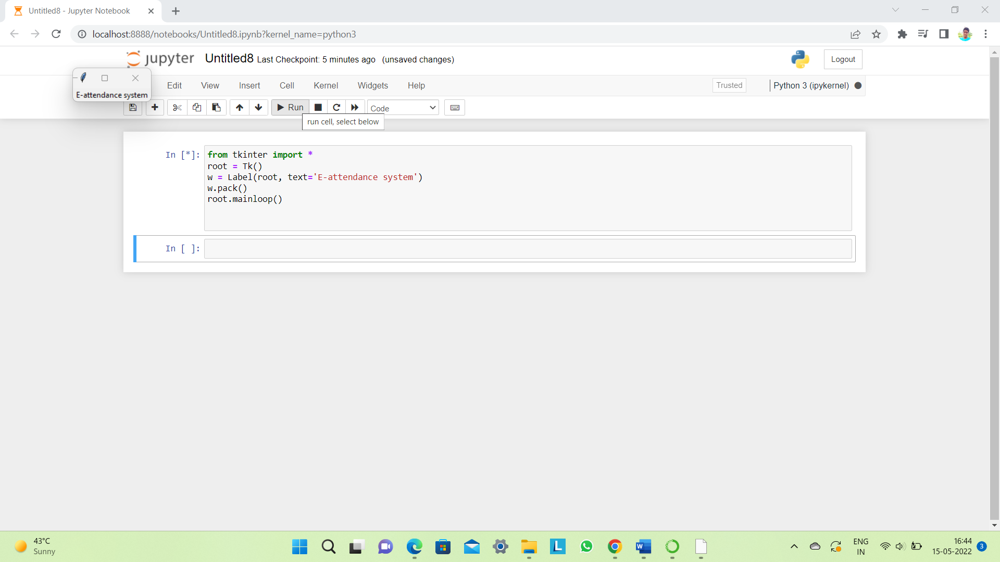 Untitled8 - Jupyter Notebook
localhost:8888/notebooks/Untitled8.ipynb?kernel_name=python3
jupyter Untitled8 Last Checkpoint: 5 minutes ago (unsaved changes)
Logout
E-attendance system
Edit View Insert Cell Kernel Widgets Help
Trusted
Python 3 (ipykernel)
Run
Code
run cell, select below
In [*]:
from tkinter import *
root = Tk()
w = Label(root, text='E-attendance system')
w.pack()
root.mainloop()
In [ ]:
43°C
Sunny
L
W
ENG
IN
16:44
15-05-2022
3